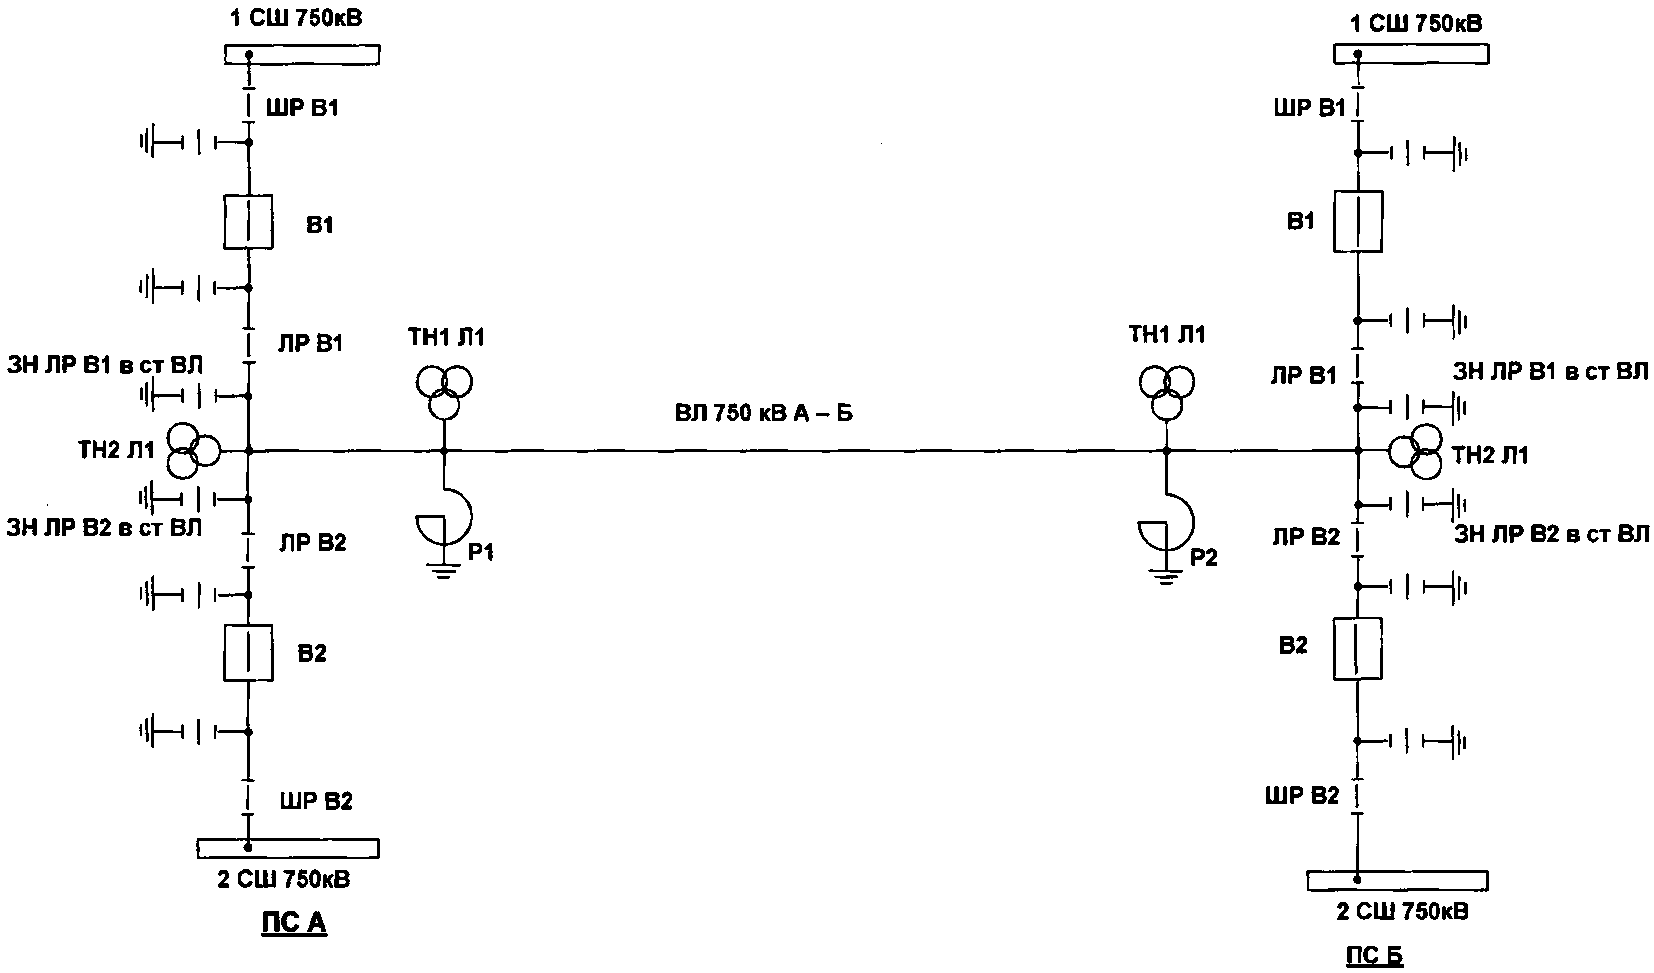 1 СШ 750кВ
1 СШ 750кВ
ШР В1
ШР В1
В1
В1
ТН1 Л1
ТН1 Л1
ЛР В1
ЗН ЛР В1 в ст ВЛ
ЛР В1
ЗН ЛР В1 в ст ВЛ
ВЛ 750 кВ А – Б
ТН2 Л1
ТН2 Л1
ЗН ЛР В2 в ст ВЛ
ЗН ЛР В2 в ст ВЛ
ЛР В2
ЛР В2
Р1
Р2
В2
В2
ШР В2
ШР В2
2 СШ 750кВ
2 СШ 750кВ
ПС А
ПС Б